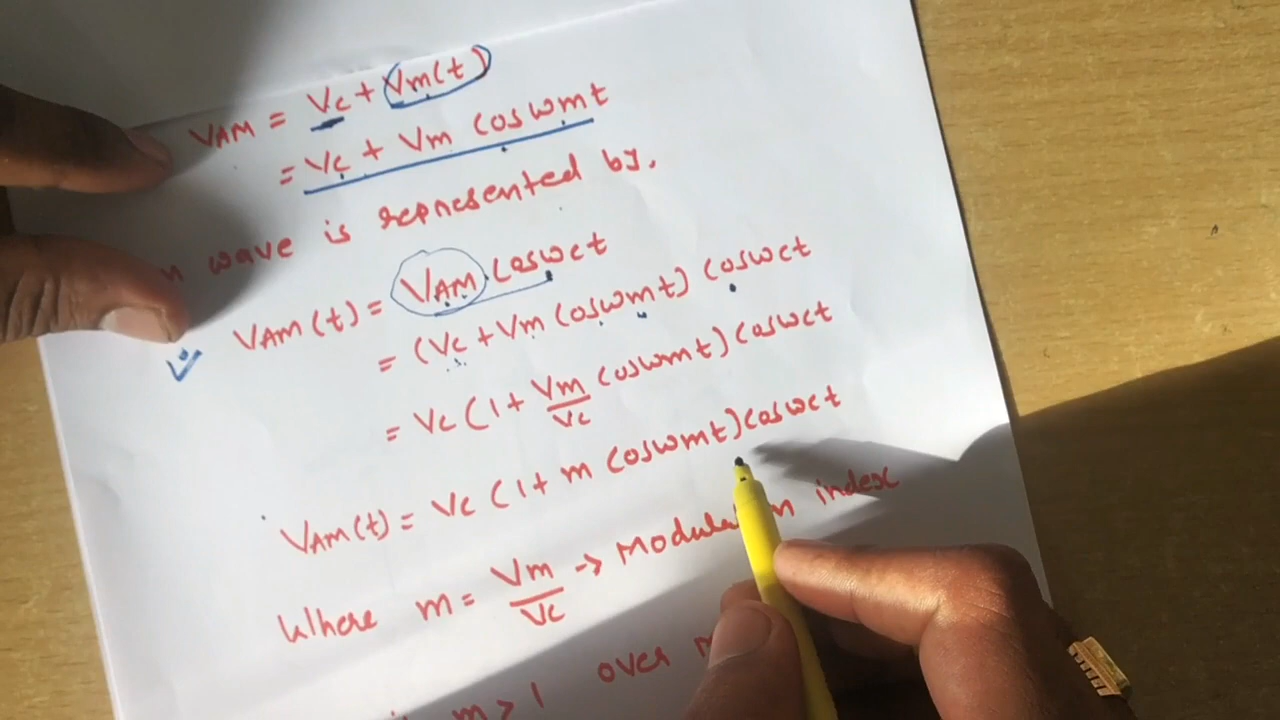 VAM = Vc + Vm(t)
= Vc + Vm Coswmt
wave is represented by,
VAM(t) = VAM Coswct
= (Vc + Vm Coswmt) Coswct
= Vc (1 + Vm/Vc Coswmt) Coswct
VAM(t) = Vc (1 + m Coswmt) Coswct
Where m = Vm/Vc → Modulation index
m > 1 over